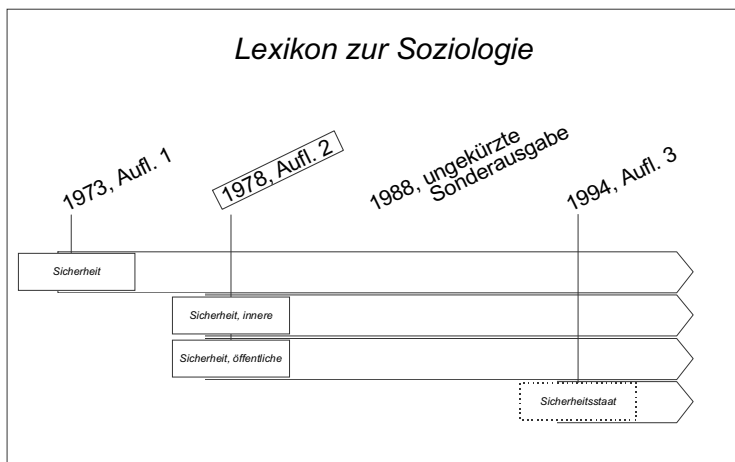 Lexikon zur Soziologie
1973, Aufl. 1
1978, Aufl. 2
1988, ungekürzte
Sonderausgabe
1994, Aufl. 3
Sicherheit
Sicherheit, innere
Sicherheit, öffentliche
Sicherheitsstaat